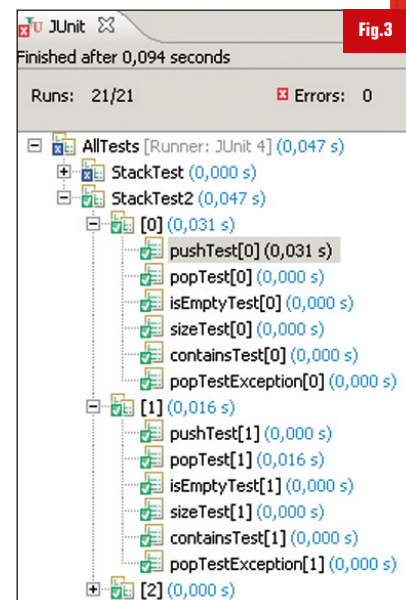 JUnit
Fig.3
Finished after 0,094 seconds
Runs: 21/21 Errors: 0
AllTests [Runner: JUnit 4] (0,047 s)
StackTest (0,000 s)
StackTest2 (0,047 s)
[0] (0,031 s)
pushTest[0] (0,031 s)
popTest[0] (0,000 s)
isEmptyTest[0] (0,000 s)
sizeTest[0] (0,000 s)
containsTest[0] (0,000 s)
popTestException[0] (0,000 s)
[1] (0,016 s)
pushTest[1] (0,000 s)
popTest[1] (0,016 s)
isEmptyTest[1] (0,000 s)
sizeTest[1] (0,000 s)
containsTest[1] (0,000 s)
popTestException[1] (0,000 s)
[2] (0,000 s)